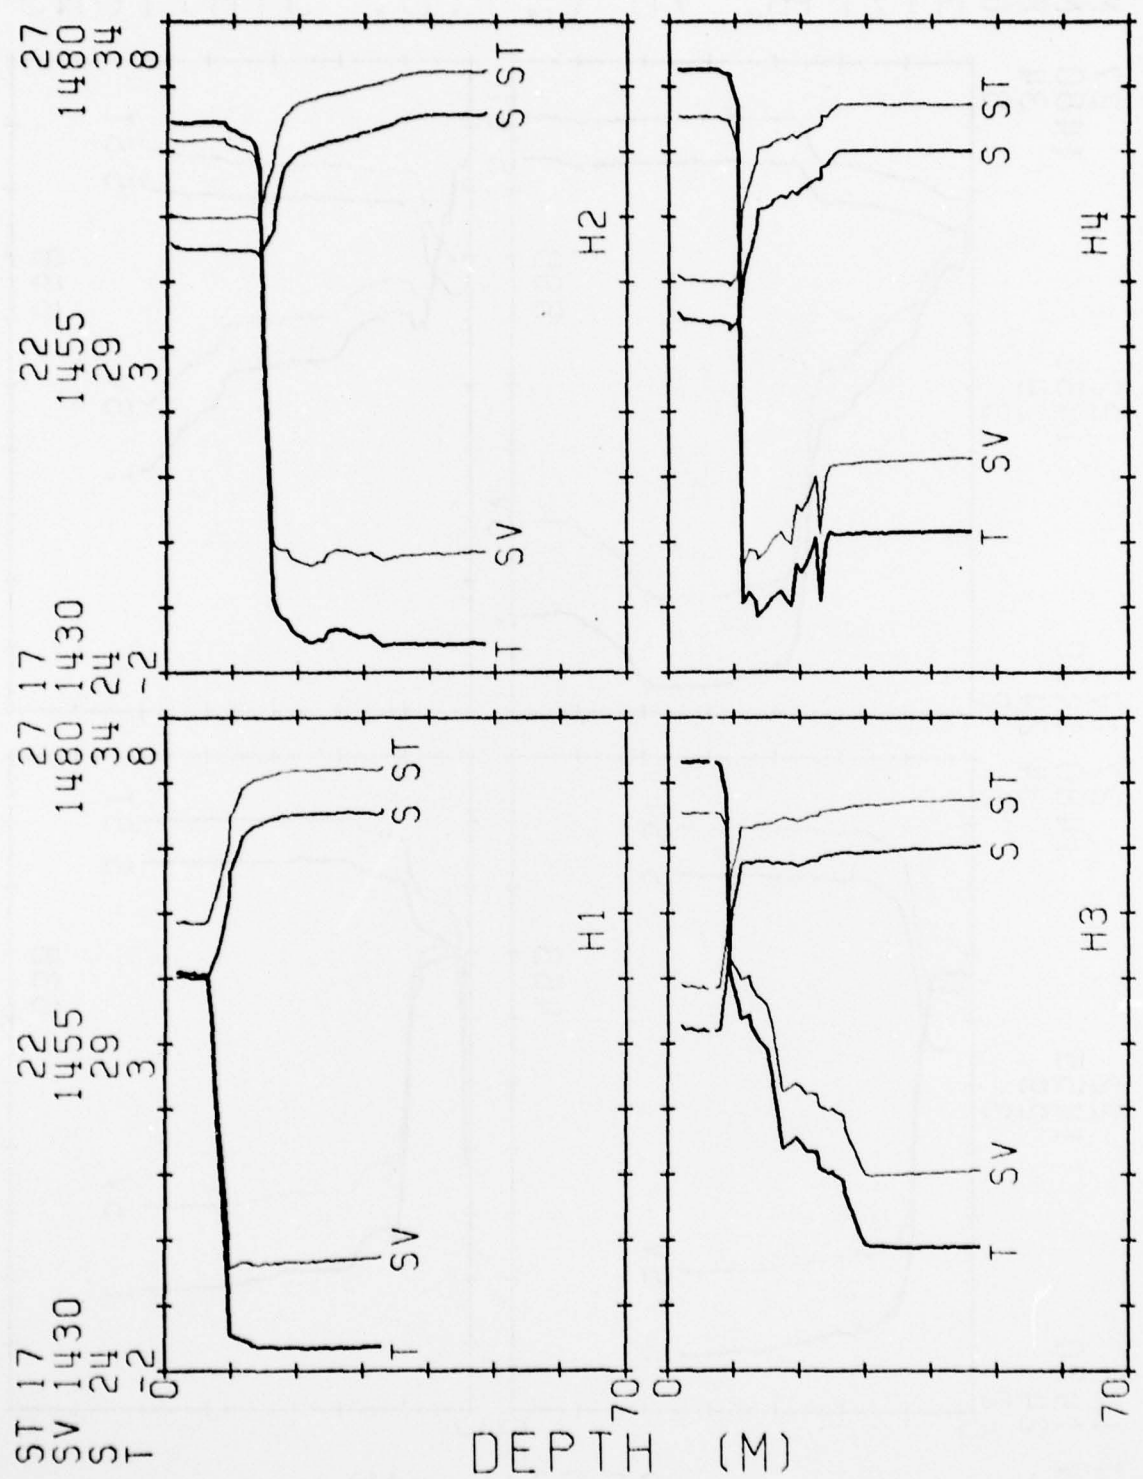 ST 17 22 27 17 22 27
SV 1430 1455 1480 1430 1455 1480
S 24 29 34 24 29 34
T -2 3 8 -2 3 8
0
T SV S ST
T SV S ST
DEPTH (M)
H1 H2
70
0
T SV S ST
T SV S ST
H3 H4
70